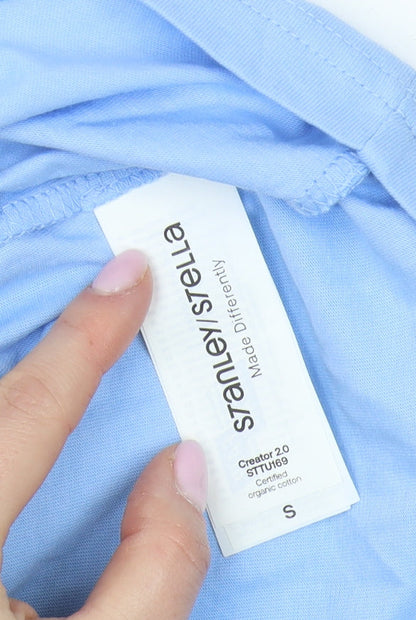 STANLEY/STELLA
Made Differently
Creator 2.0
STTU169
Certified
organic cotton
S